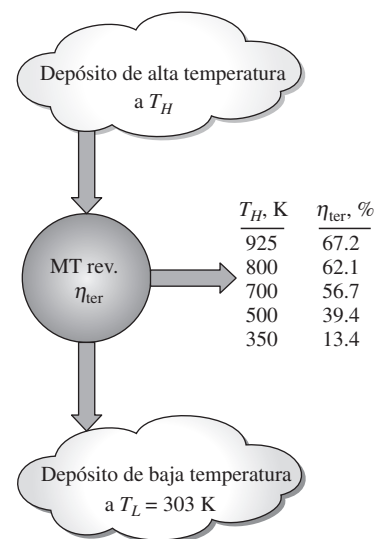 Depósito de alta temperatura
a T_H
MT rev.
η_ter
T_H, K η_ter, %
925 67.2
800 62.1
700 56.7
500 39.4
350 13.4
Depósito de baja temperatura
a T_L = 303 K